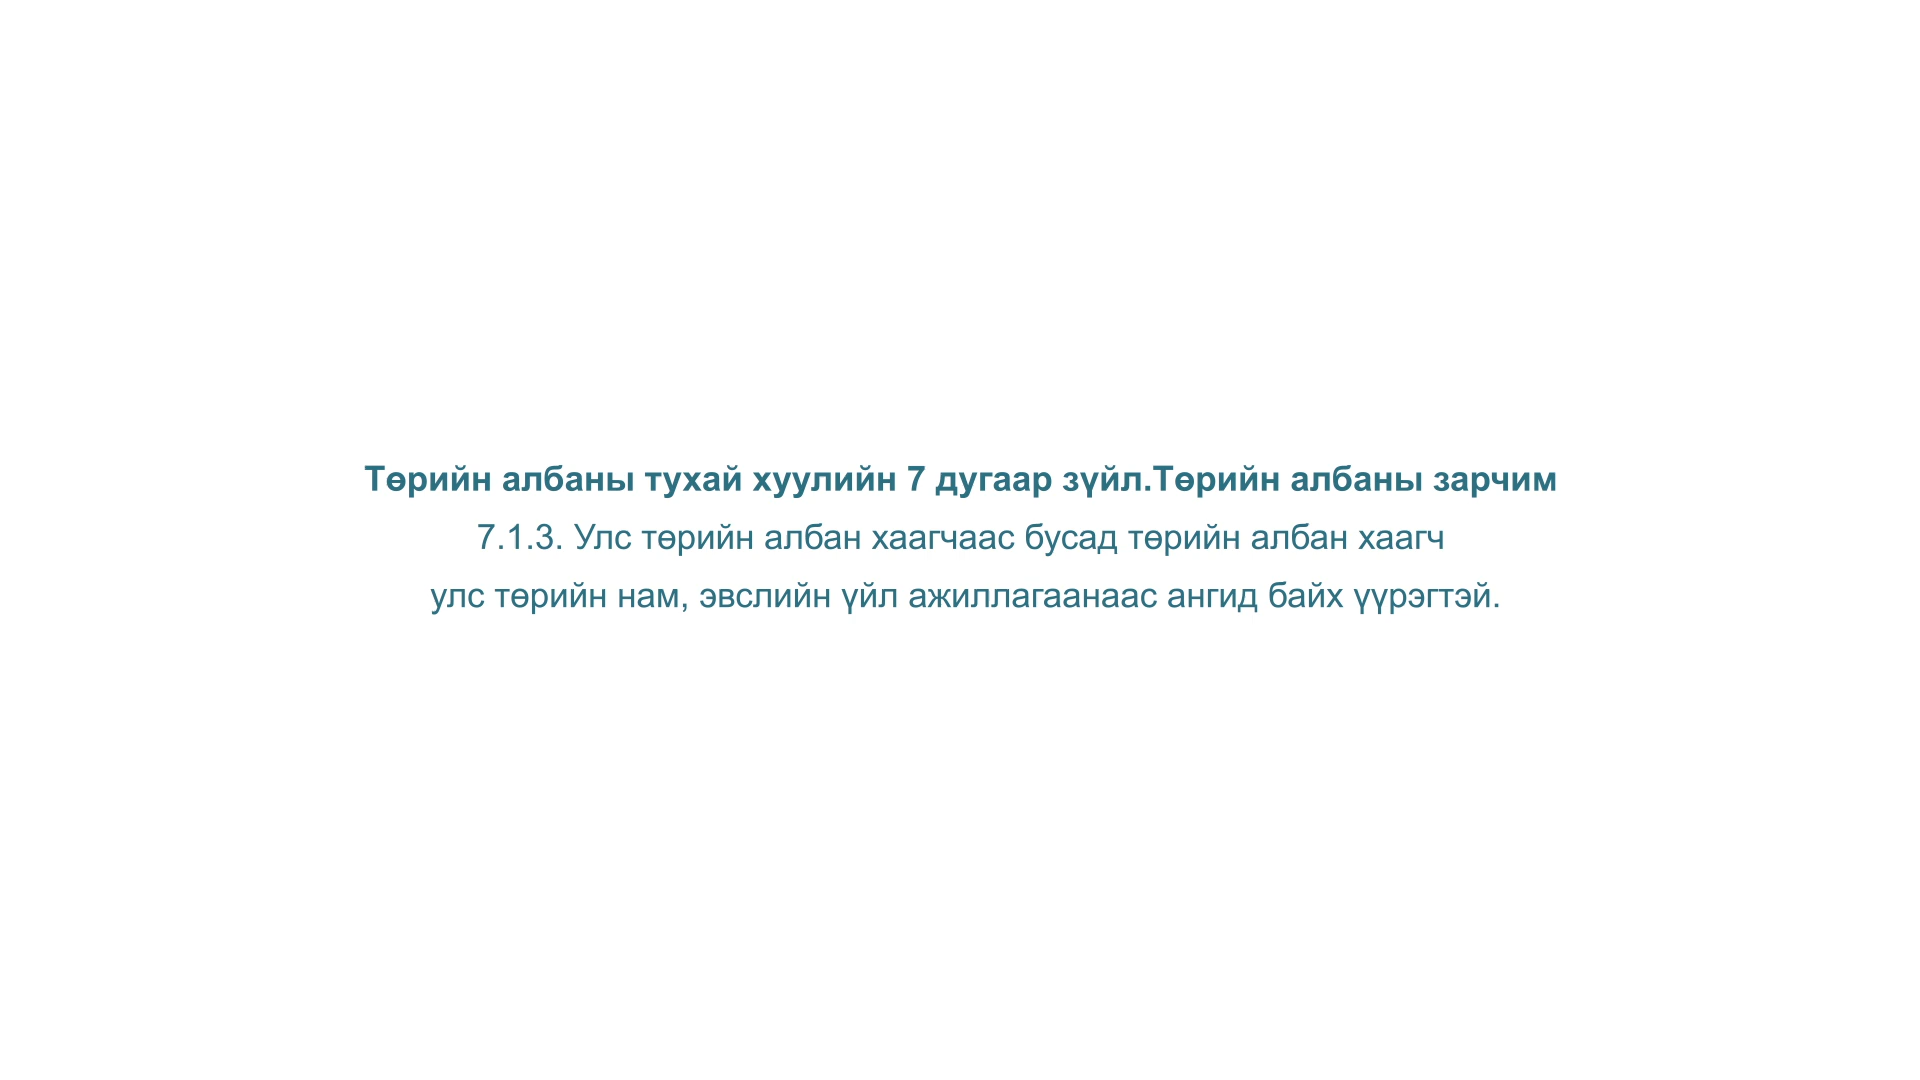 Төрийн албаны тухай хуулийн 7 дугаар зүйл.Төрийн албаны зарчим
7.1.3. Улс төрийн албан хаагчаас бусад төрийн албан хаагч
улс төрийн нам, эвслийн үйл ажиллагаанаас ангид байх үүрэгтэй.